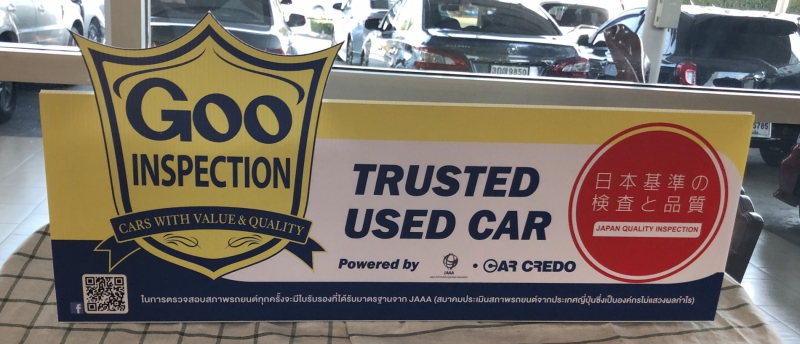 Goo
INSPECTION
CARS WITH VALUE & QUALITY
TRUSTED
USED CAR
Powered by
JAAA
• CAR CREDO
日本基準の
検査と品質
JAPAN QUALITY INSPECTION
f
ในการตรวจสอบสภาพรถยนต์ทุกครั้งจะมีใบรับรองที่ได้รับมาตรฐานจาก JAAA (สมาคมประเมินสภาพรถยนต์จากประเทศญี่ปุ่นซึ่งเป็นองค์กรไม่แสวงผลกำไร)